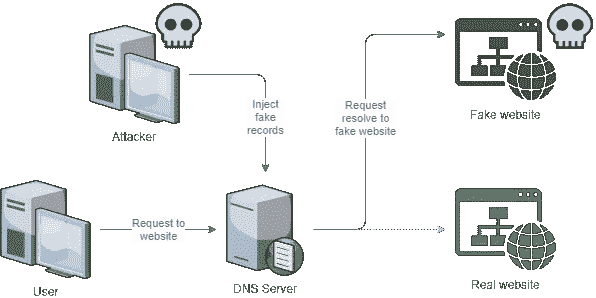 Attacker
Inject
fake
records
Request
resolve to
fake website
Fake website
User
Request to
website
DNS Server
Real website